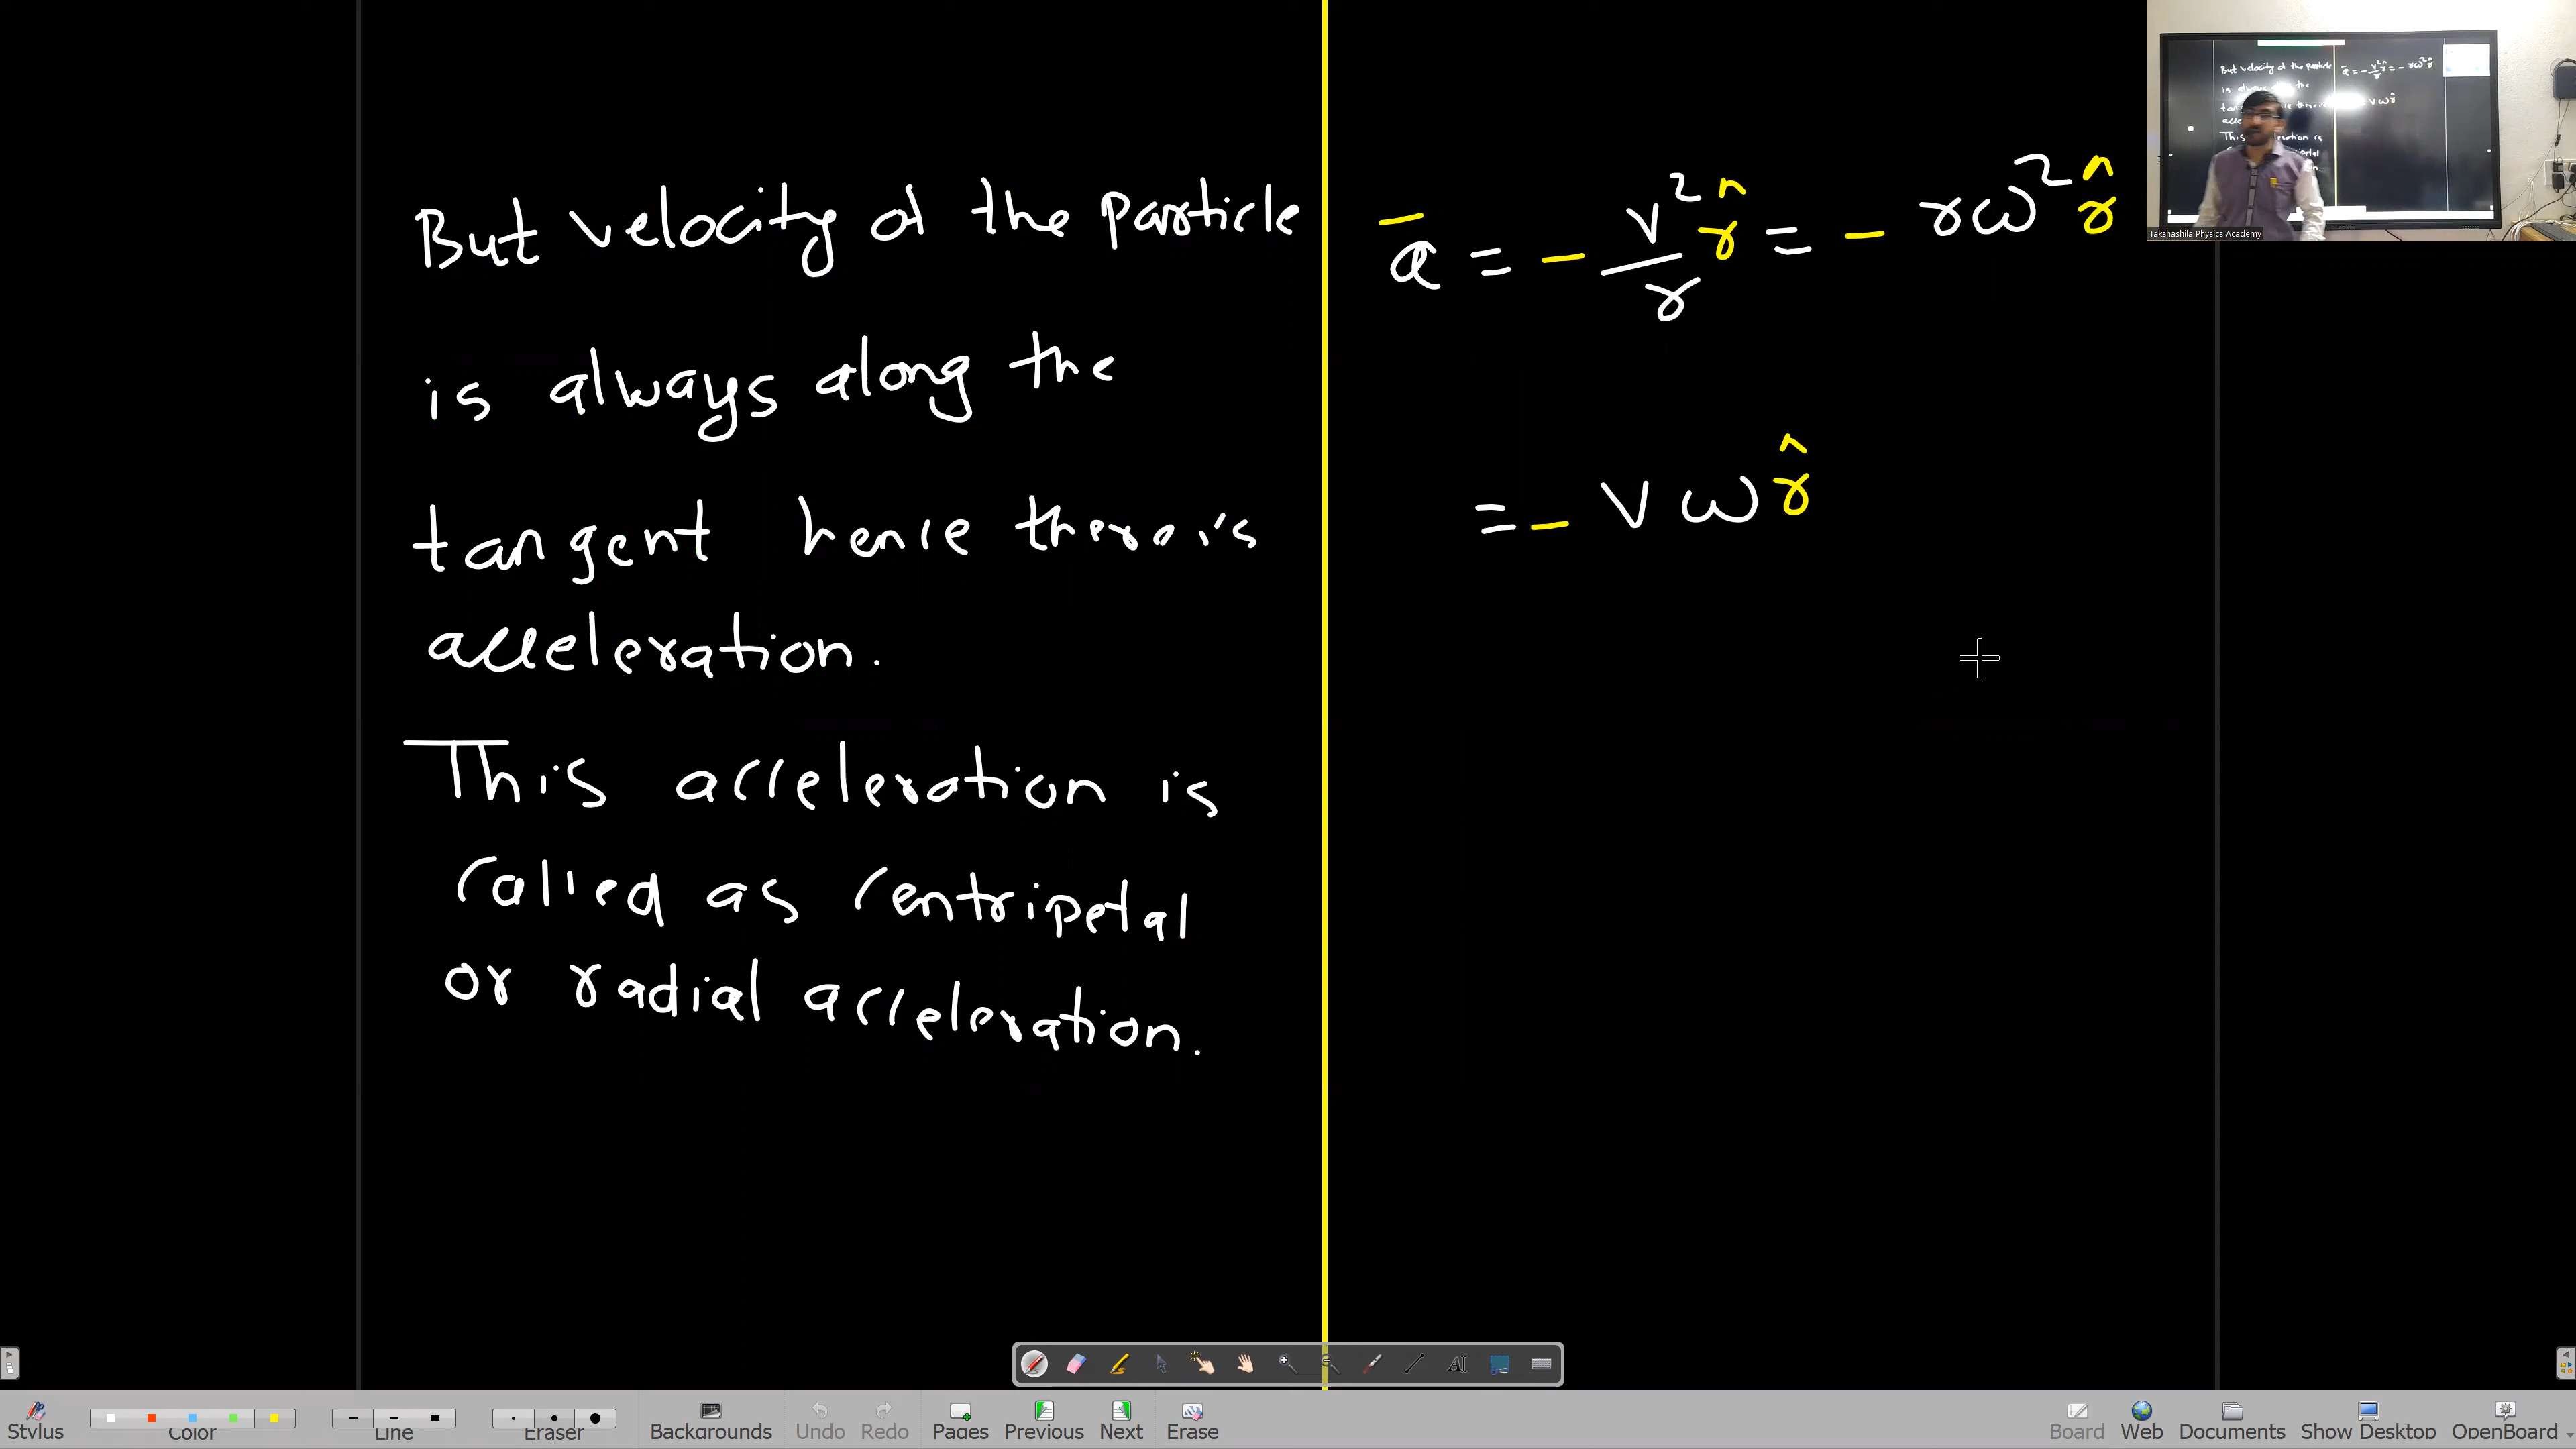 But velocity of the particle
is always along the
tangent hence there is
acceleration.
This acceleration is
called as centripetal
or radial acceleration.
a̅ = - v²/r r̂ = - rω² r̂
= - v ω r̂
Takshashila Physics Academy
Stylus
Color
Line
Eraser
Backgrounds
Undo
Redo
Pages
Previous
Next
Erase
Board
Web
Documents
Show Desktop
OpenBoard